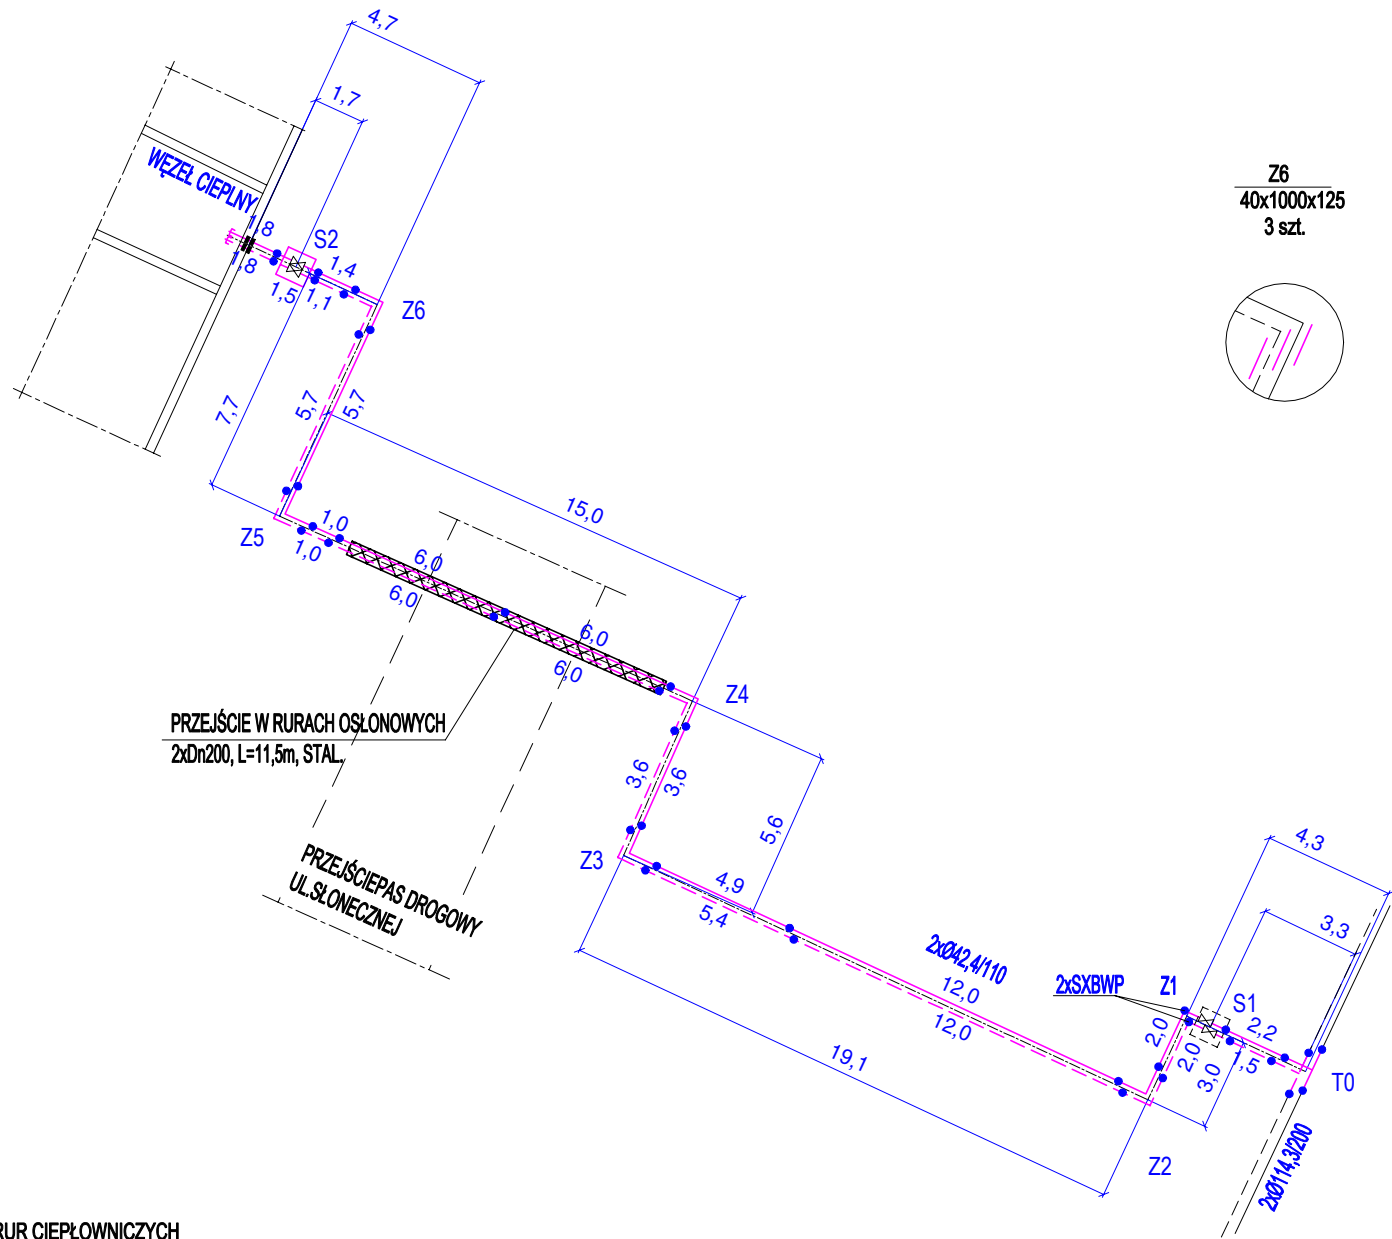 4,7
1,7
WĘZEŁ CIEPLNY
1,8
1,8
S2
1,4
1,5
1,1
Z6
Z6
40x1000x125
3 szt.
7,7
5,7
5,7
15,0
Z5
1,0
1,0
6,0
6,0
6,0
6,0
Z4
PRZEJŚCIE W RURACH OSŁONOWYCH
2xDn200, L=11,5m, STAL.
3,6
3,6
5,6
Z3
PRZEJŚCIEPAS DROGOWY
UL.SŁONECZNEJ
4,9
5,4
2xØ42,4/110
12,0
12,0
19,1
4,3
3,3
2xSXBWP
Z1
S1
2,0
2,0
3,0
2,2
1,5
T0
Z2
2xØ114,3/200
RUR CIEPŁOWNICZYCH